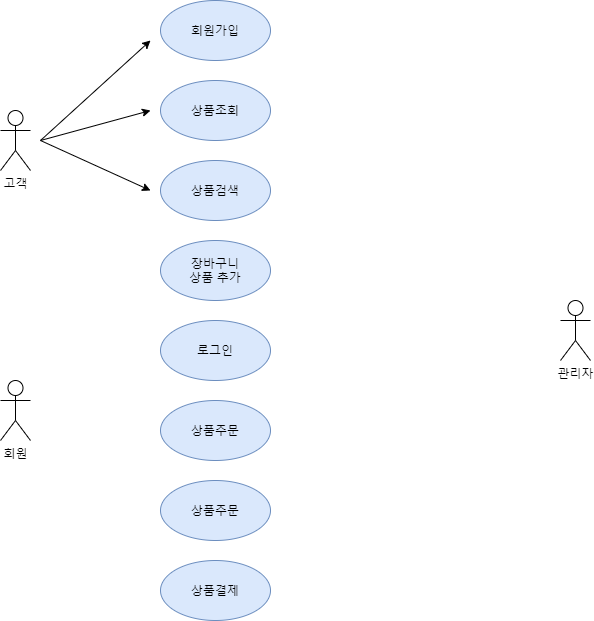 회원가입
상품조회
고객
상품검색
장바구니
상품 추가
로그인
관리자
상품주문
회원
상품주문
상품결제